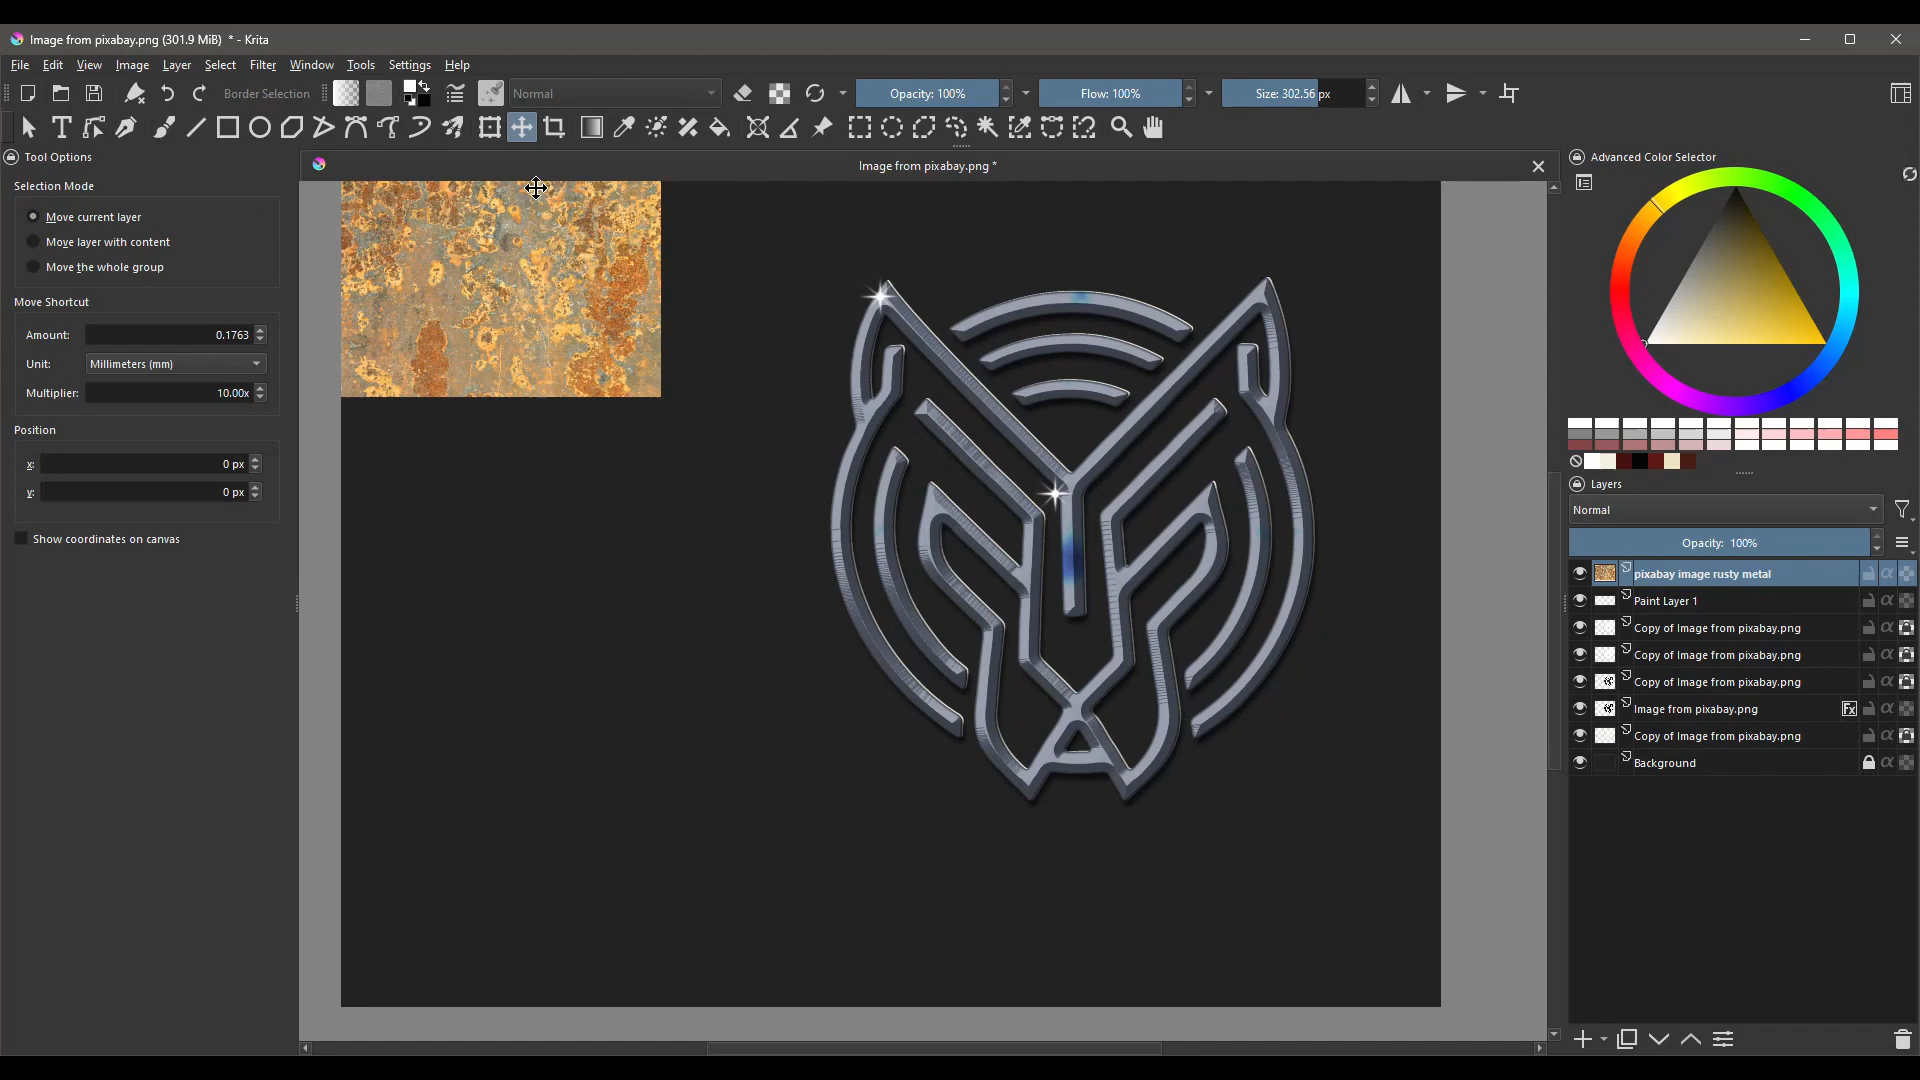 Image from pixabay.png (301.9 MiB)  * - Krita
File Edit View Image Layer Select Filter Window Tools Settings Help
Border Selection Normal Opacity: 100% Flow: 100% Size: 302.56 px
Tool Options
Image from pixabay.png *
Advanced Color Selector
Selection Mode
Move current layer
Move layer with content
Move the whole group
Move Shortcut
Amount: 0.1763
Unit: Millimeters (mm)
Multiplier: 10.00x
Position
x: 0 px
y: 0 px
Show coordinates on canvas
Layers
Normal
Opacity: 100%
pixabay image rusty metal
Paint Layer 1
Copy of Image from pixabay.png
Copy of Image from pixabay.png
Copy of Image from pixabay.png
Image from pixabay.png Fx
Copy of Image from pixabay.png
Background